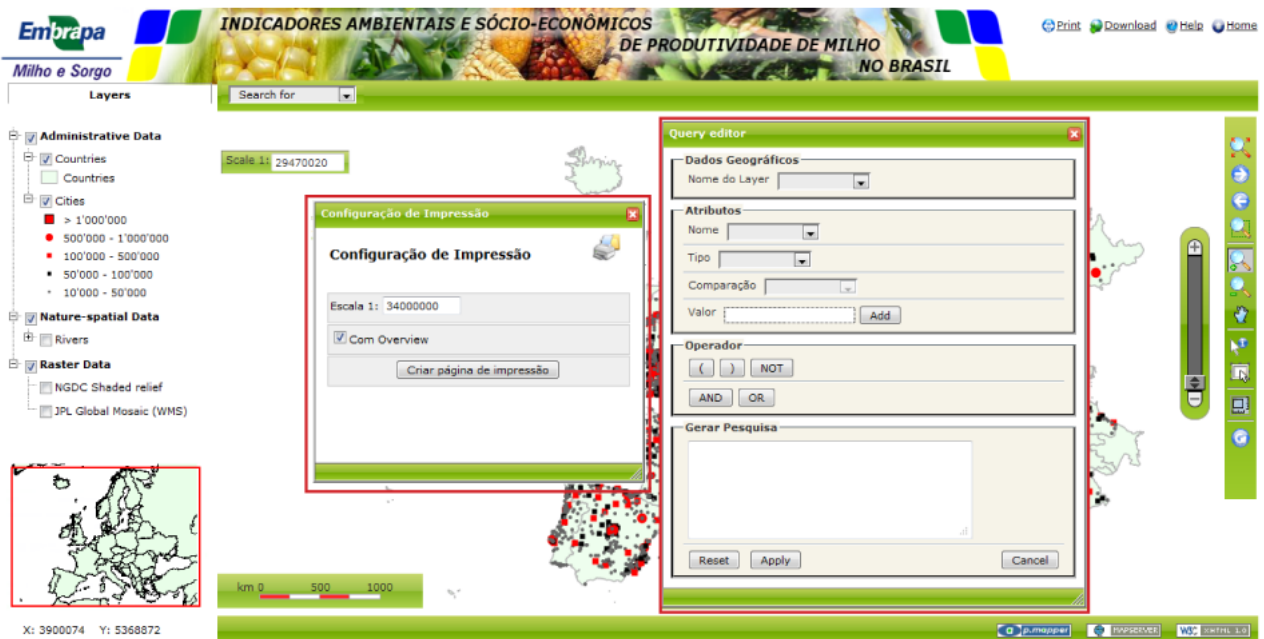 Embrapa
Milho e Sorgo
INDICADORES AMBIENTAIS E SÓCIO-ECONÔMICOS
DE PRODUTIVIDADE DE MILHO
NO BRASIL
Print Download Help Home
Layers
Search for
Administrative Data
Countries
Countries
Cities
> 1'000'000
500'000 - 1'000'000
100'000 - 500'000
50'000 - 100'000
10'000 - 50'000
Nature-spatial Data
Rivers
Raster Data
NGDC Shaded relief
JPL Global Mosaic (WMS)
X: 3900074 Y: 5368872
Scale 1: 29470020
Configuração de Impressão
Configuração de Impressão
Escala 1: 34000000
Com Overview
Criar página de impressão
Query editor
Dados Geográficos
Nome do Layer
Atributos
Nome
Tipo
Comparação
Valor Add
Operador
( ) NOT
AND OR
Gerar Pesquisa
Reset Apply Cancel
km 0 500 1000
p.mapper MAPSERVER W3C XHTML 1.0